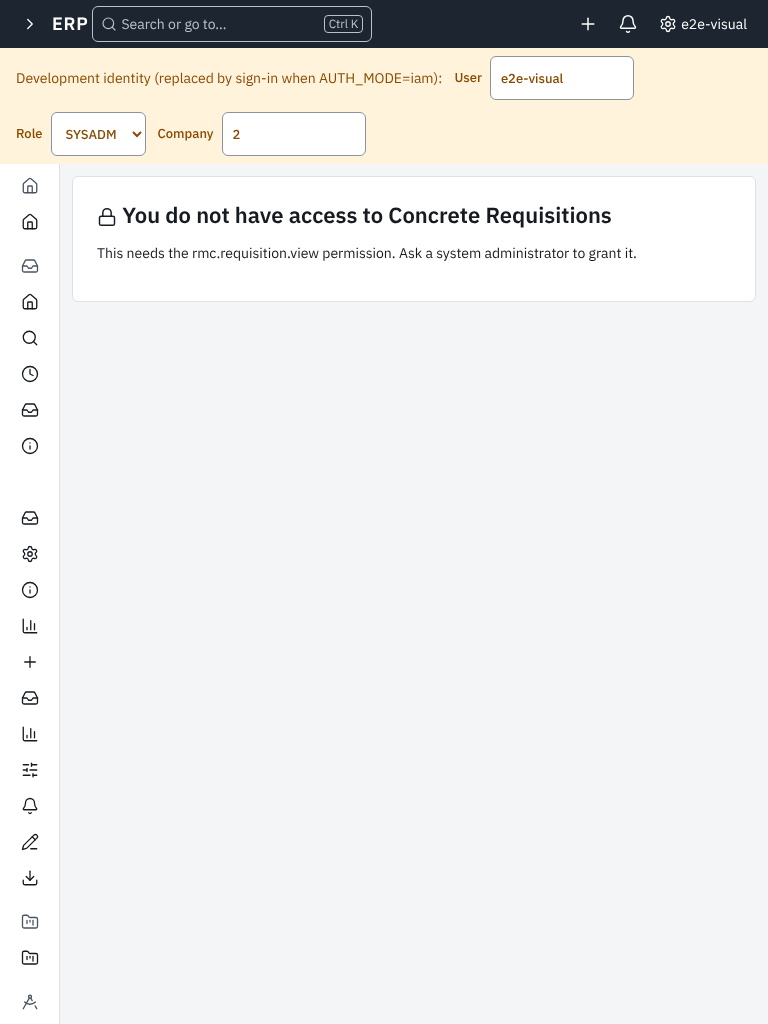 ERP Search or go to... Ctrl K e2e-visual
Development identity (replaced by sign-in when AUTH_MODE=iam): User e2e-visual
Role SYSADM Company 2
You do not have access to Concrete Requisitions
This needs the rmc.requisition.view permission. Ask a system administrator to grant it.